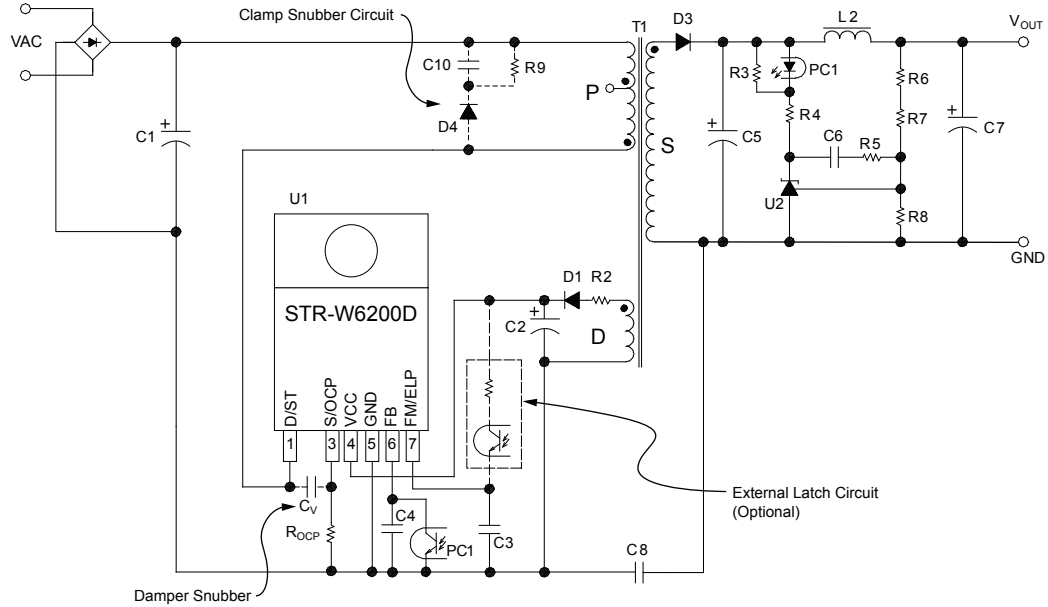 Clamp Snubber Circuit
T1
D3
L2
VOUT
VAC
C10
R9
P
R3
PC1
R6
D4
R4
R7
C1
S
C5
C6
R5
C7
U2
R8
U1
GND
STR-W6200D
D1
R2
C2
D
D/ST
S/OCP
VCC
GND
FB
FM/ELP
1
3
4
5
6
7
CV
External Latch Circuit
(Optional)
ROCP
C4
PC1
C3
C8
Damper Snubber